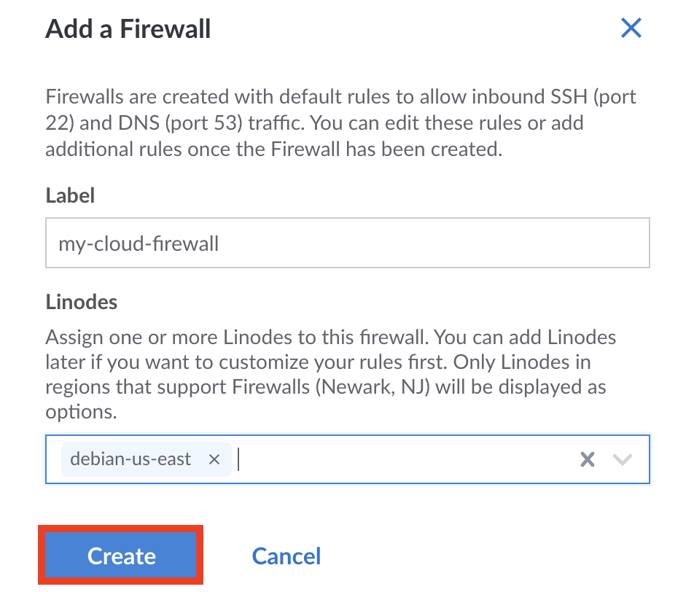 Add a Firewall
Firewalls are created with default rules to allow inbound SSH (port
22) and DNS (port 53) traffic. You can edit these rules or add
additional rules once the Firewall has been created.
Label
my-cloud-firewall
Linodes
Assign one or more Linodes to this firewall. You can add Linodes
later if you want to customize your rules first. Only Linodes in
regions that support Firewalls (Newark, NJ) will be displayed as
options.
debian-us-east
Create Cancel